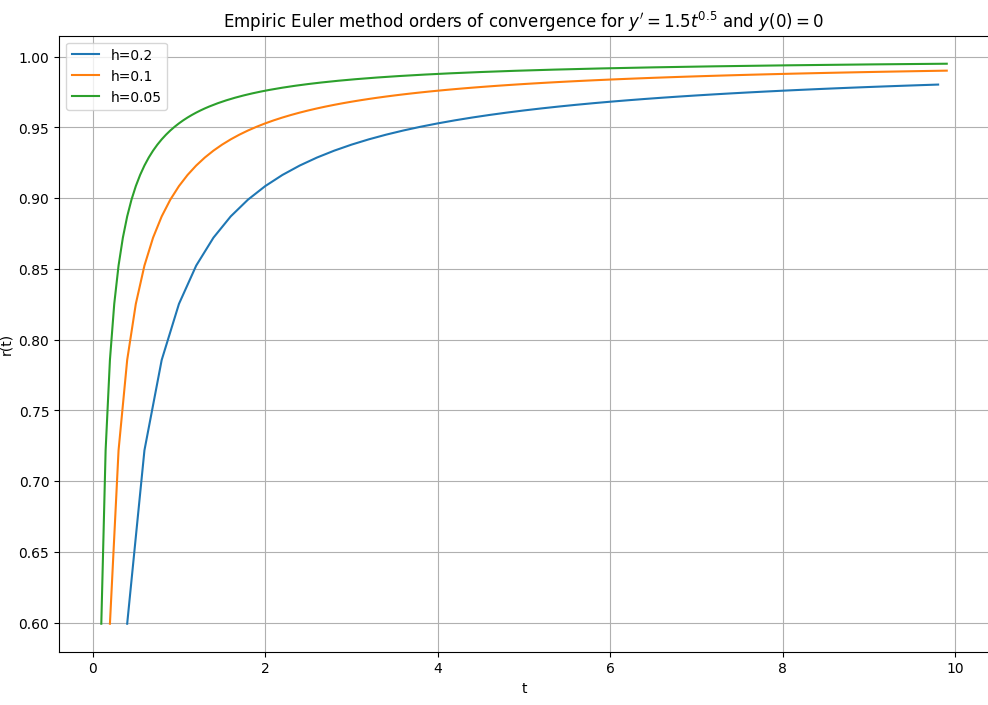 Empiric Euler method orders of convergence for $y' = 1.5t^{0.5}$ and $y(0) = 0$
h=0.2
h=0.1
h=0.05
1.00
0.95
0.90
0.85
0.80
0.75
0.70
0.65
0.60
r(t)
0 2 4 6 8 10
t